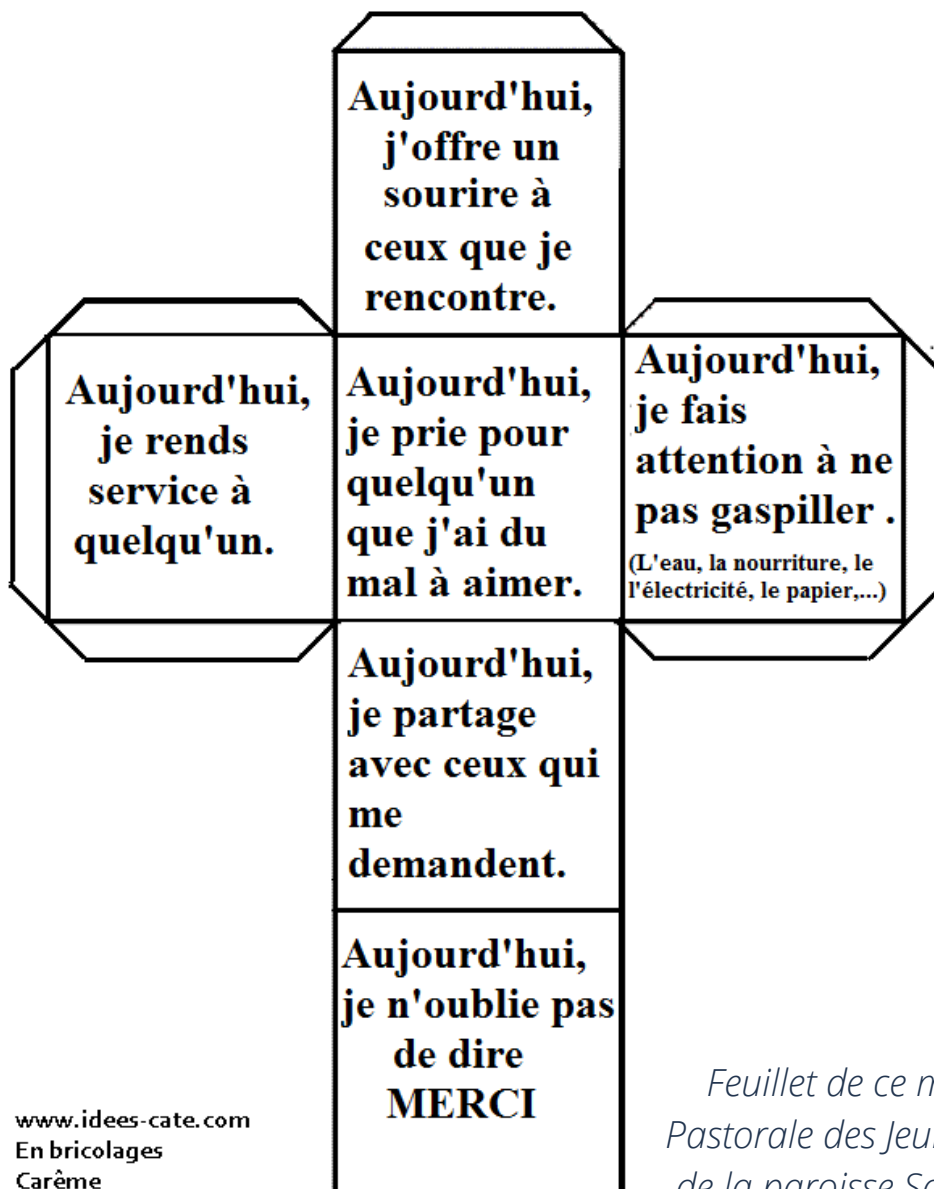 Aujourd'hui,
j'offre un
sourire à
ceux que je
rencontre.
Aujourd'hui,
je rends
service à
quelqu'un.
Aujourd'hui,
je prie pour
quelqu'un
que j'ai du
mal à aimer.
Aujourd'hui,
je fais
attention à ne
pas gaspiller .
(L'eau, la nourriture, le
l'électricité, le papier,...)
Aujourd'hui,
je partage
avec ceux qui
me
demandent.
Aujourd'hui,
je n'oublie pas
de dire
MERCI
www.idees-cate.com
En bricolages
Carême
Feuillet de ce
Pastorale des
de la paroisse